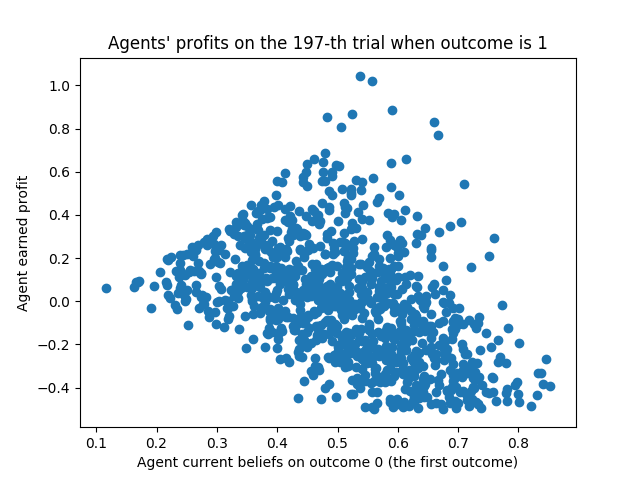 Agents' profits on the 197-th trial when outcome is 1
Agent earned profit
1.0
0.8
0.6
0.4
0.2
0.0
−0.2
−0.4
0.1 0.2 0.3 0.4 0.5 0.6 0.7 0.8
Agent current beliefs on outcome 0 (the first outcome)